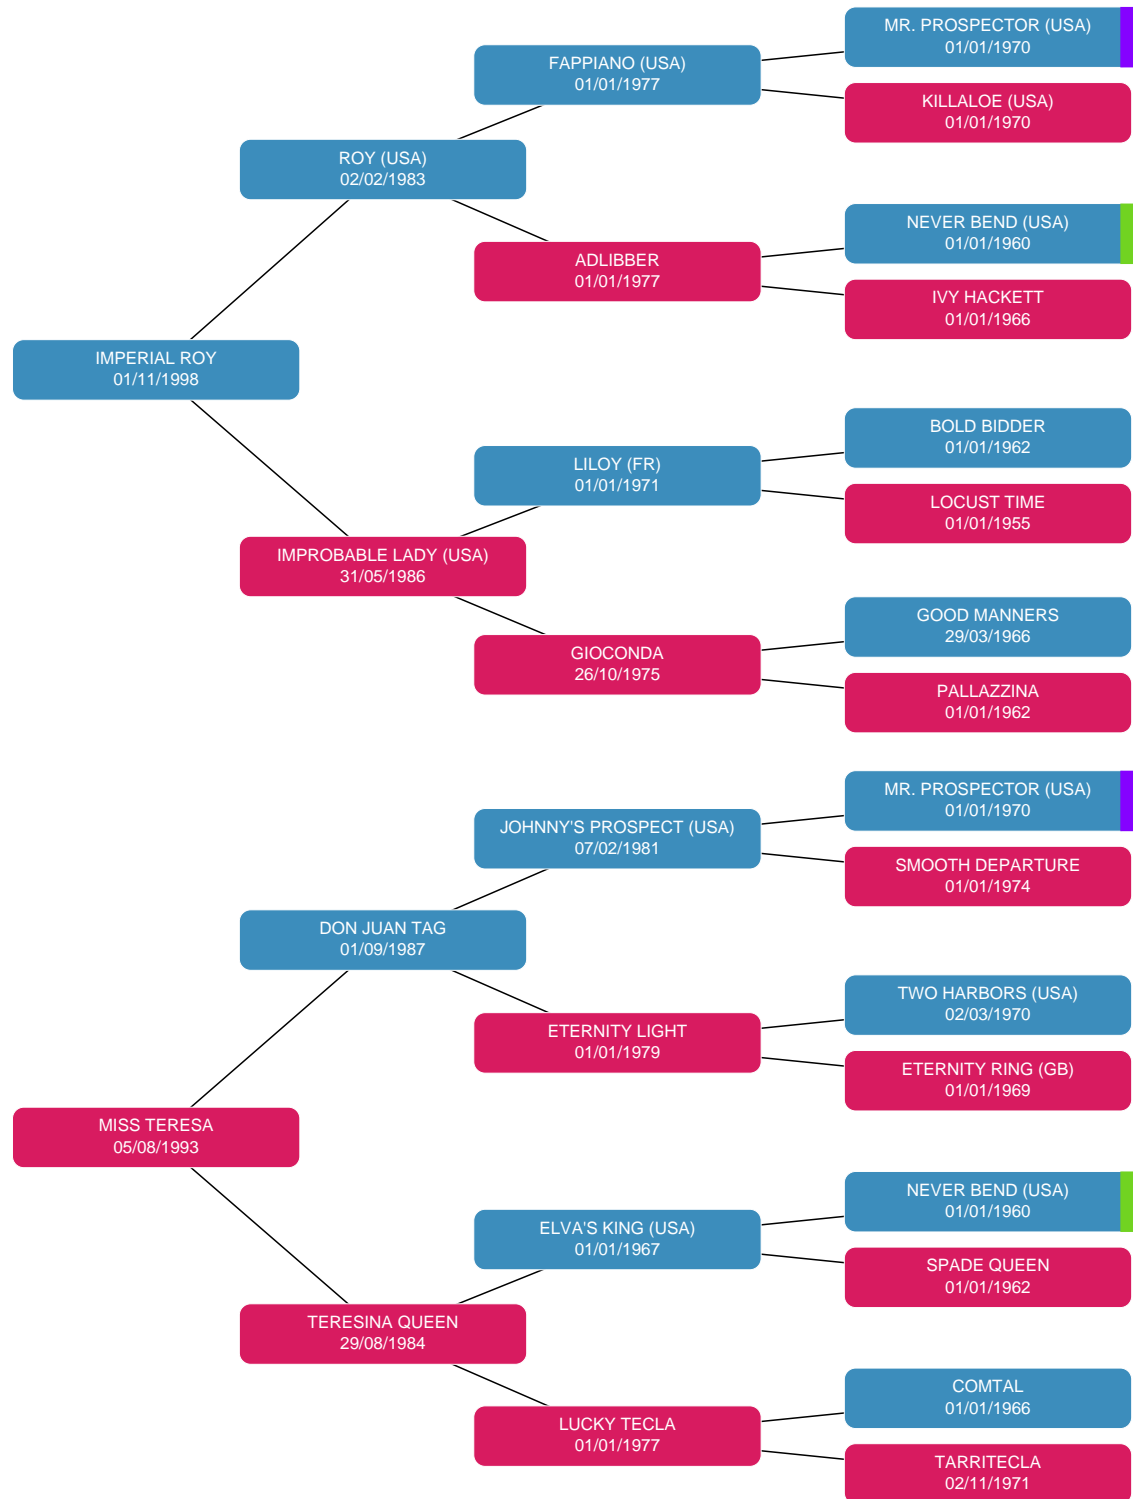 MR. PROSPECTOR (USA)
01/01/1970
FAPPIANO (USA)
01/01/1977
KILLALOE (USA)
01/01/1970
ROY (USA)
02/02/1983
NEVER BEND (USA)
01/01/1960
ADLIBBER
01/01/1977
IVY HACKETT
01/01/1966
IMPERIAL ROY
01/11/1998
BOLD BIDDER
01/01/1962
LILOY (FR)
01/01/1971
LOCUST TIME
01/01/1955
IMPROBABLE LADY (USA)
31/05/1986
GOOD MANNERS
29/03/1966
GIOCONDA
26/10/1975
PALLAZZINA
01/01/1962
MR. PROSPECTOR (USA)
01/01/1970
JOHNNY'S PROSPECT (USA)
07/02/1981
SMOOTH DEPARTURE
01/01/1974
DON JUAN TAG
01/09/1987
TWO HARBORS (USA)
02/03/1970
ETERNITY LIGHT
01/01/1979
ETERNITY RING (GB)
01/01/1969
MISS TERESA
05/08/1993
NEVER BEND (USA)
01/01/1960
ELVA'S KING (USA)
01/01/1967
SPADE QUEEN
01/01/1962
TERESINA QUEEN
29/08/1984
COMTAL
01/01/1966
LUCKY TECLA
01/01/1977
TARRITECLA
02/11/1971